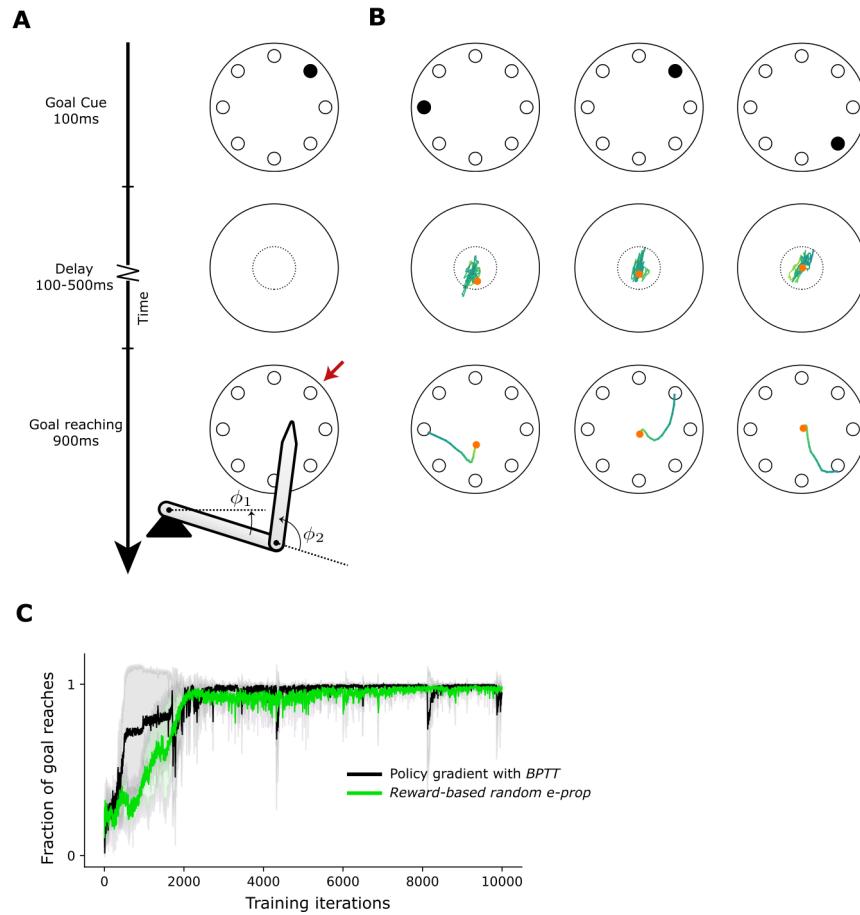 A
B
Goal Cue
100ms
Delay
100-500ms
Time
Goal reaching
900ms
ϕ1
ϕ2
C
Fraction of goal reaches
1
0
Policy gradient with BPTT
Reward-based random e-prop
0
2000
4000
6000
8000
10000
Training iterations